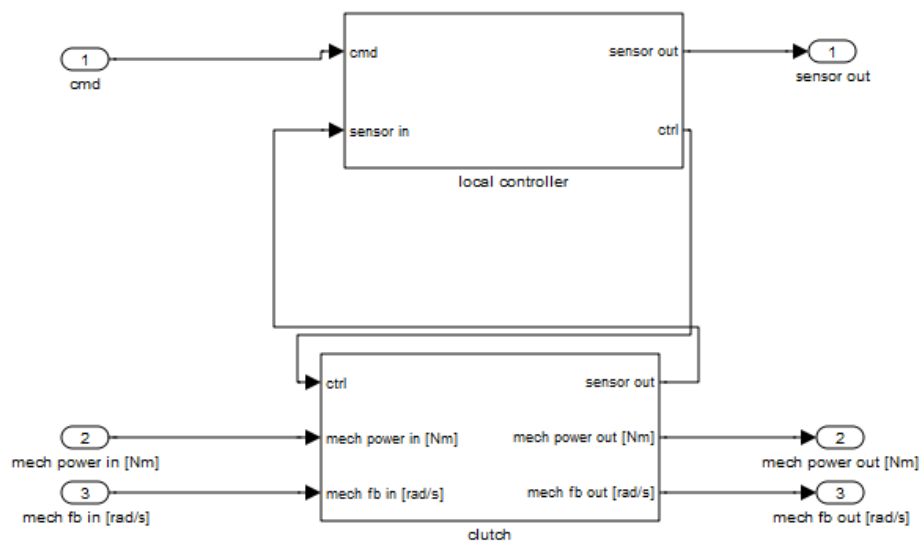 1
cmd
cmd
sensor in
sensor out
ctrl
local controller
1
sensor out
ctrl
mech power in [Nm]
mech fb in [rad/s]
sensor out
mech power out [Nm]
mech fb out [rad/s]
clutch
2
mech power in [Nm]
3
mech fb in [rad/s]
2
mech power out [Nm]
3
mech fb out [rad/s]